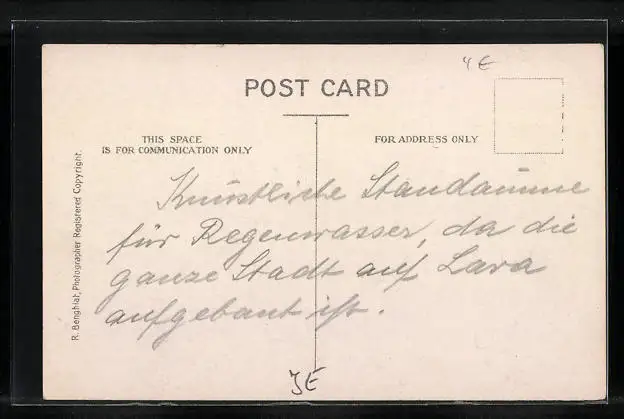 4 E
POST CARD
THIS SPACE
IS FOR COMMUNICATION ONLY
FOR ADDRESS ONLY
R. Benghiat, Photographer Registered Copyright.
Künstliche Staudämme
für Regenwasser, da die
ganze Stadt auf Lava
aufgebaut ist.